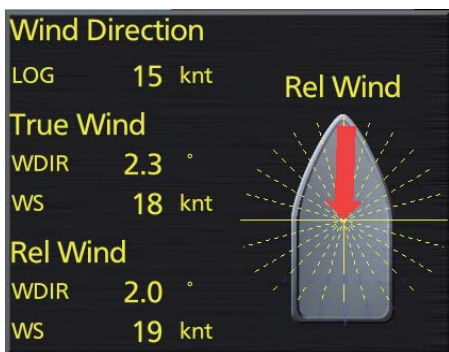 Wind Direction
LOG 15 knt
Rel Wind
True Wind
WDIR 2.3 °
WS 18 knt
Rel Wind
WDIR 2.0 °
WS 19 knt